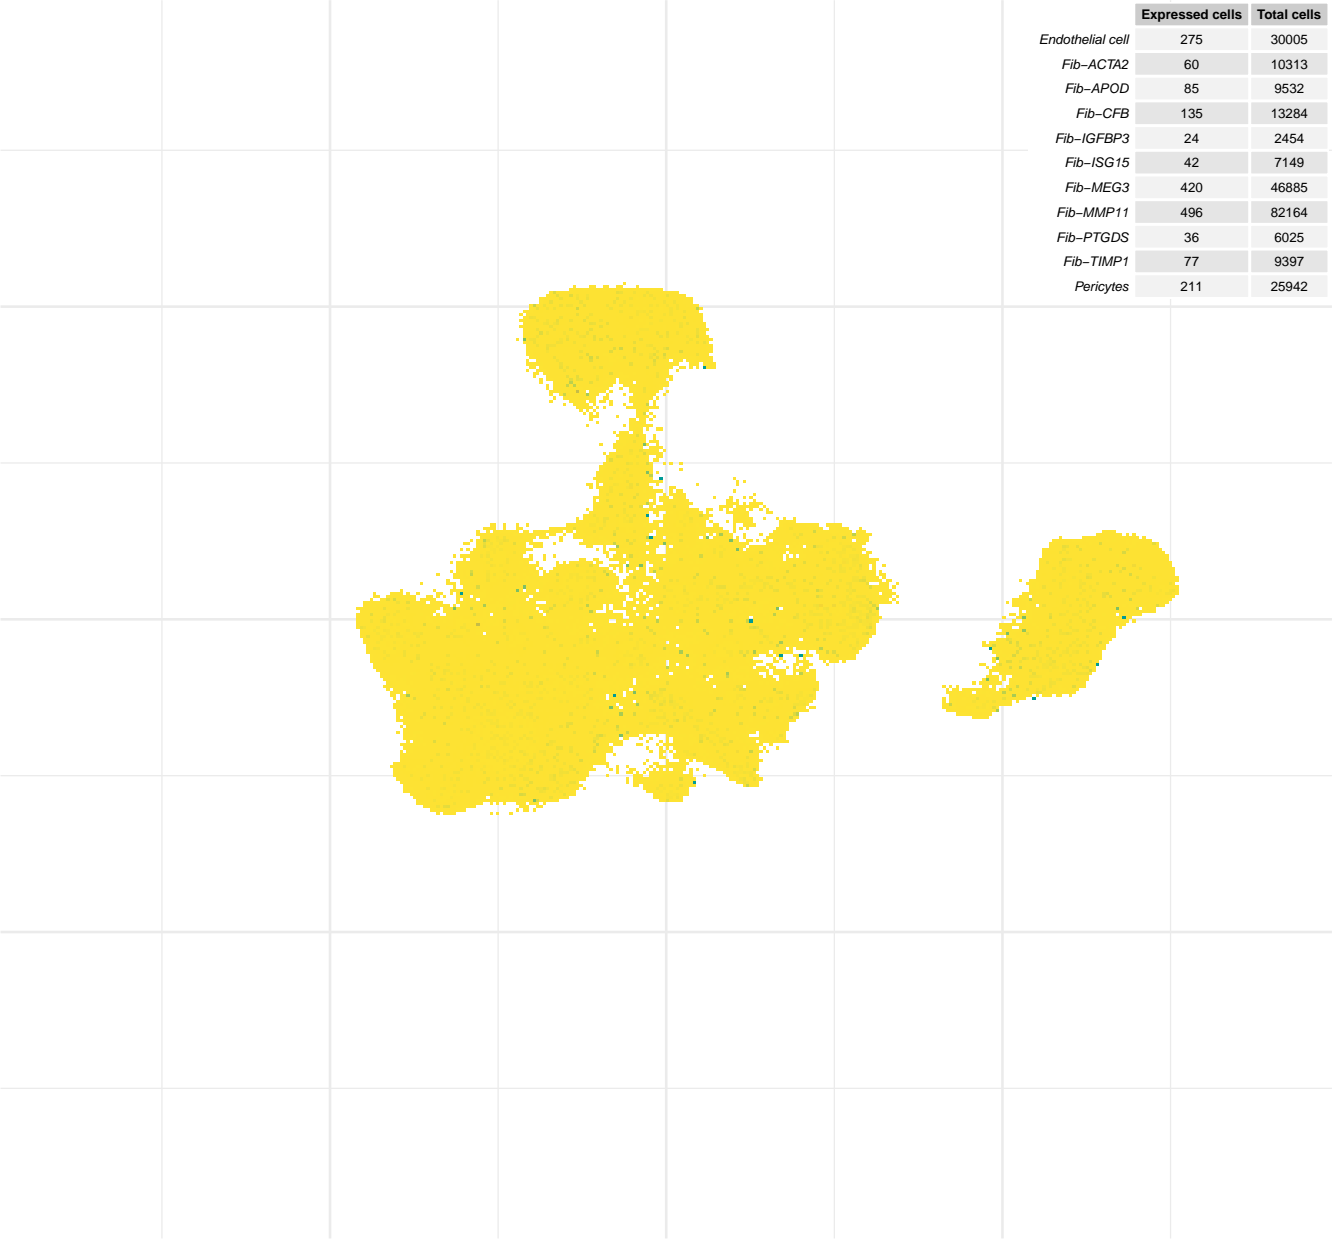 Expressed cells Total cells
Endothelial cell 275 30005
Fib−ACTA2 60 10313
Fib−APOD 85 9532
Fib−CFB 135 13284
Fib−IGFBP3 24 2454
Fib−ISG15 42 7149
Fib−MEG3 420 46885
Fib−MMP11 496 82164
Fib−PTGDS 36 6025
Fib−TIMP1 77 9397
Pericytes 211 25942